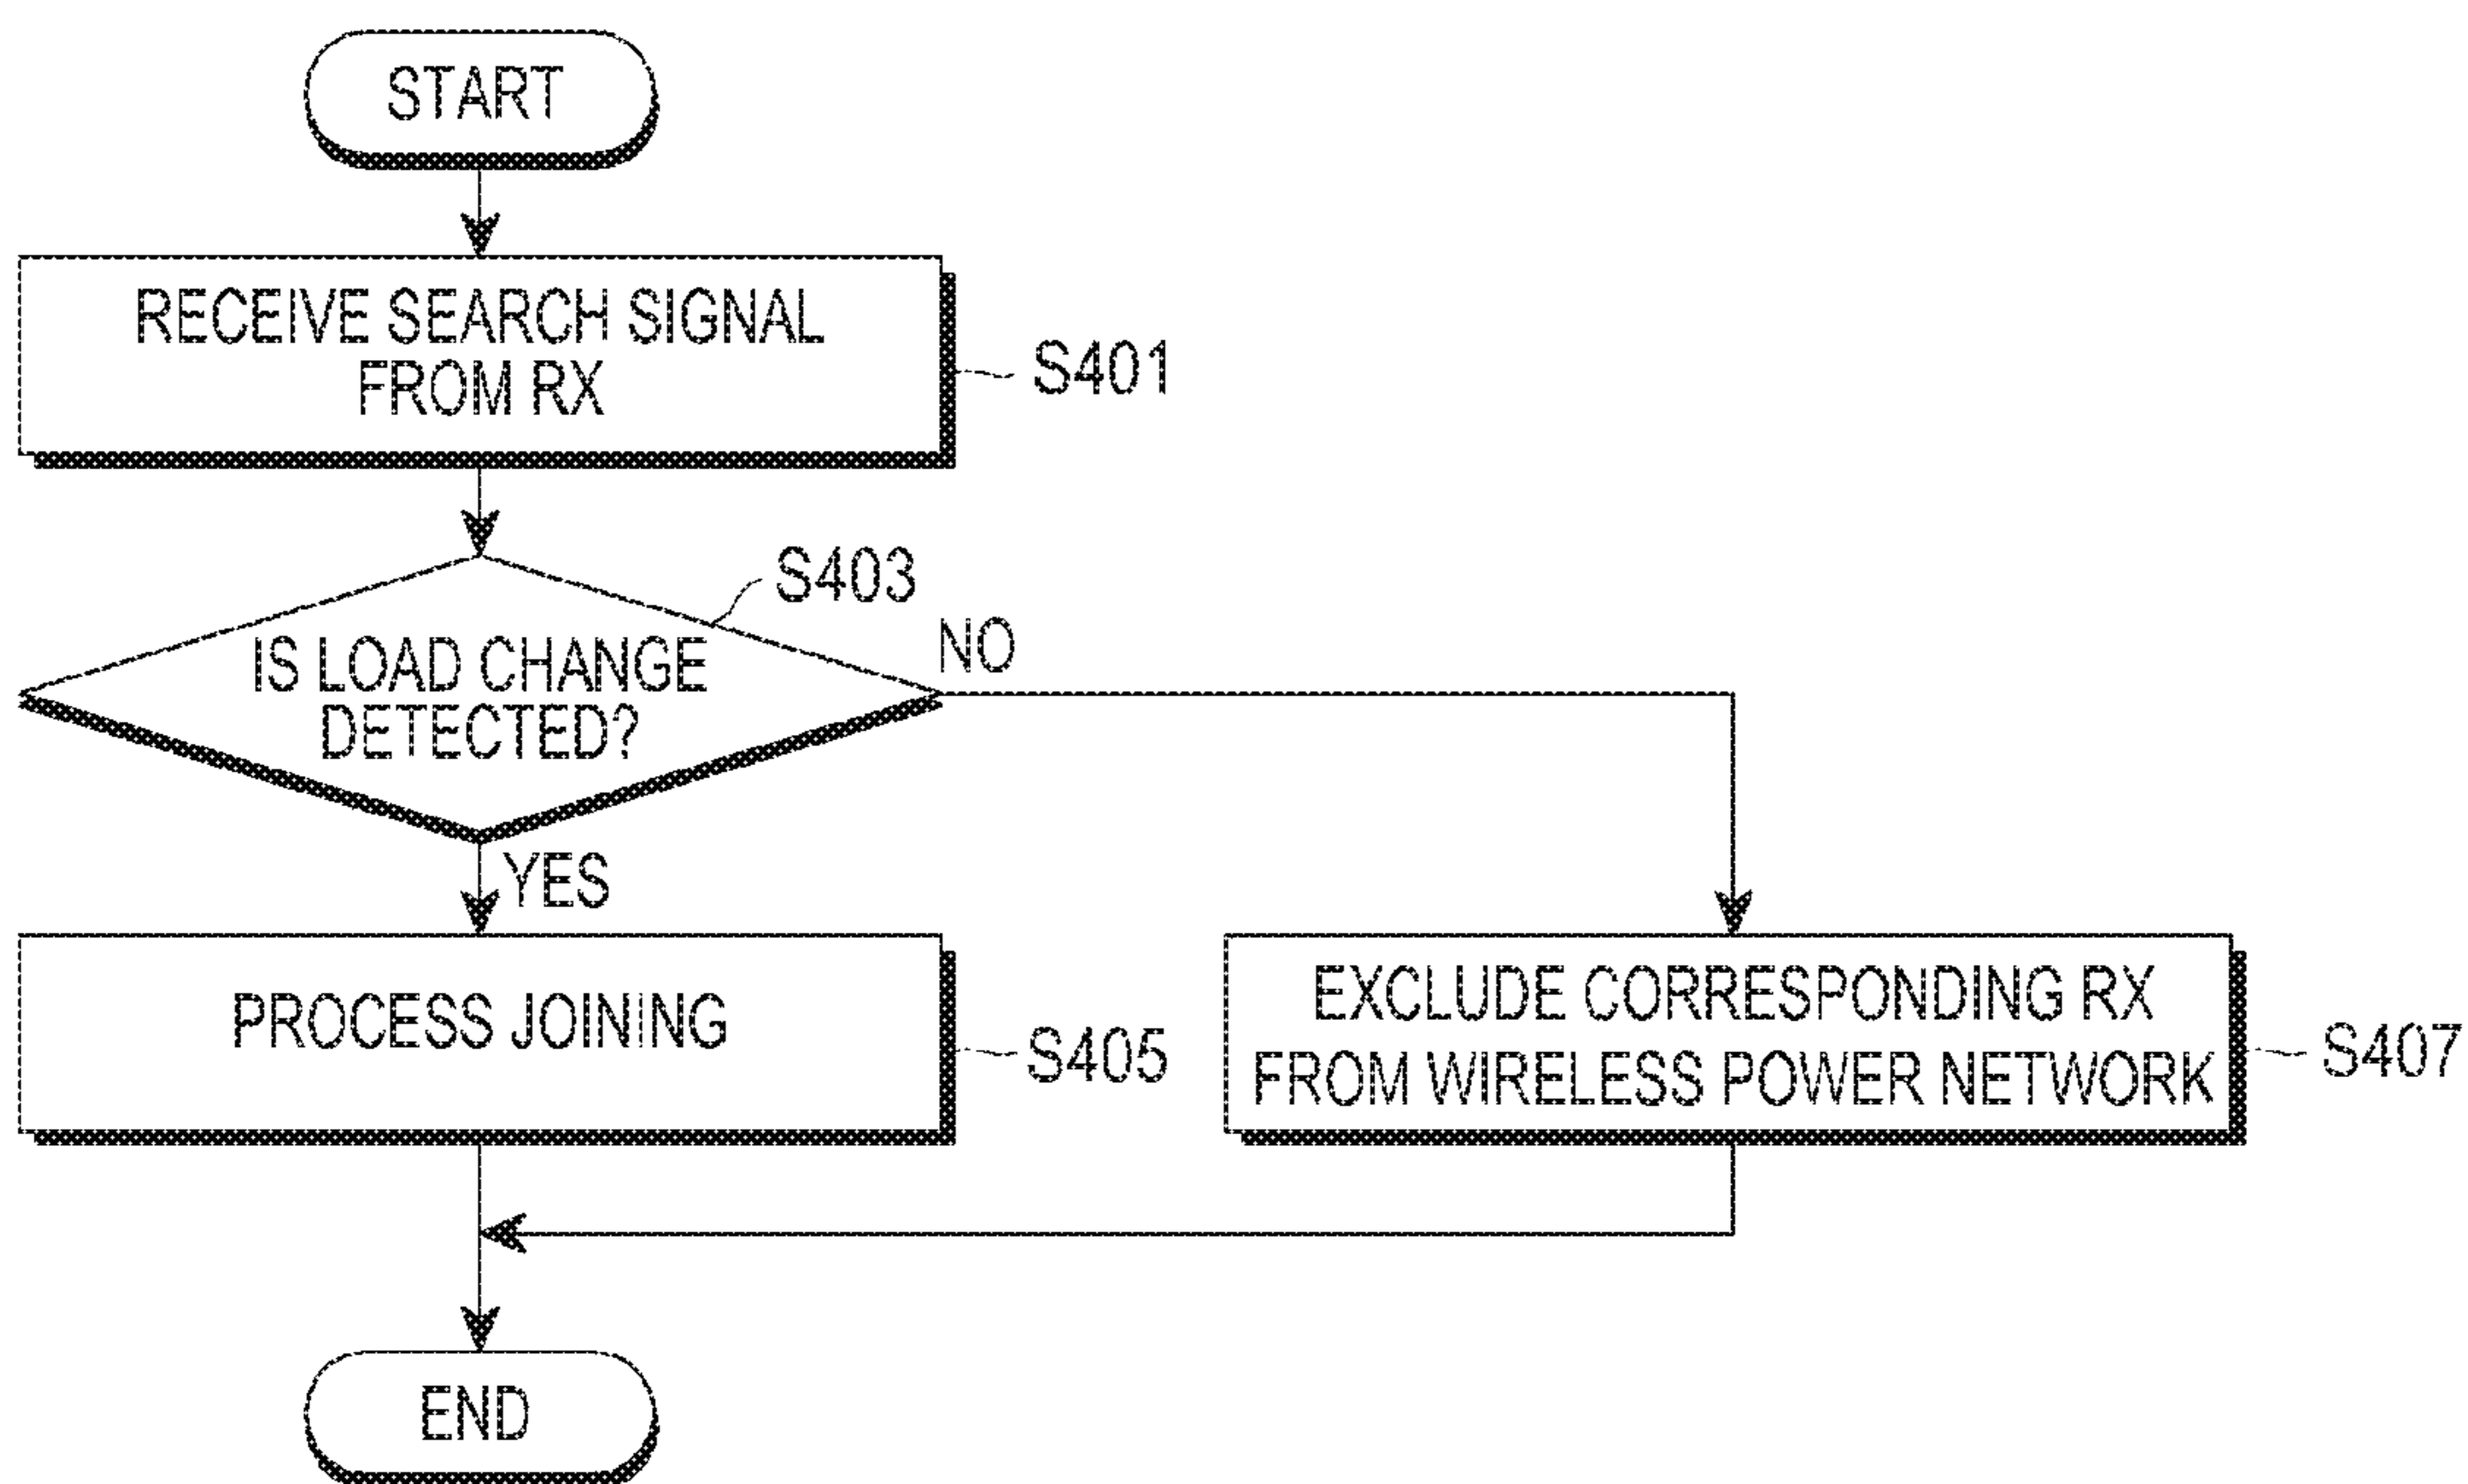 START
RECEIVE SEARCH SIGNAL
FROM RX
S401
S403
IS LOAD CHANGE
DETECTED?
NO
YES
PROCESS JOINING
S405
EXCLUDE CORRESPONDING RX
FROM WIRELESS POWER NETWORK
S407
END